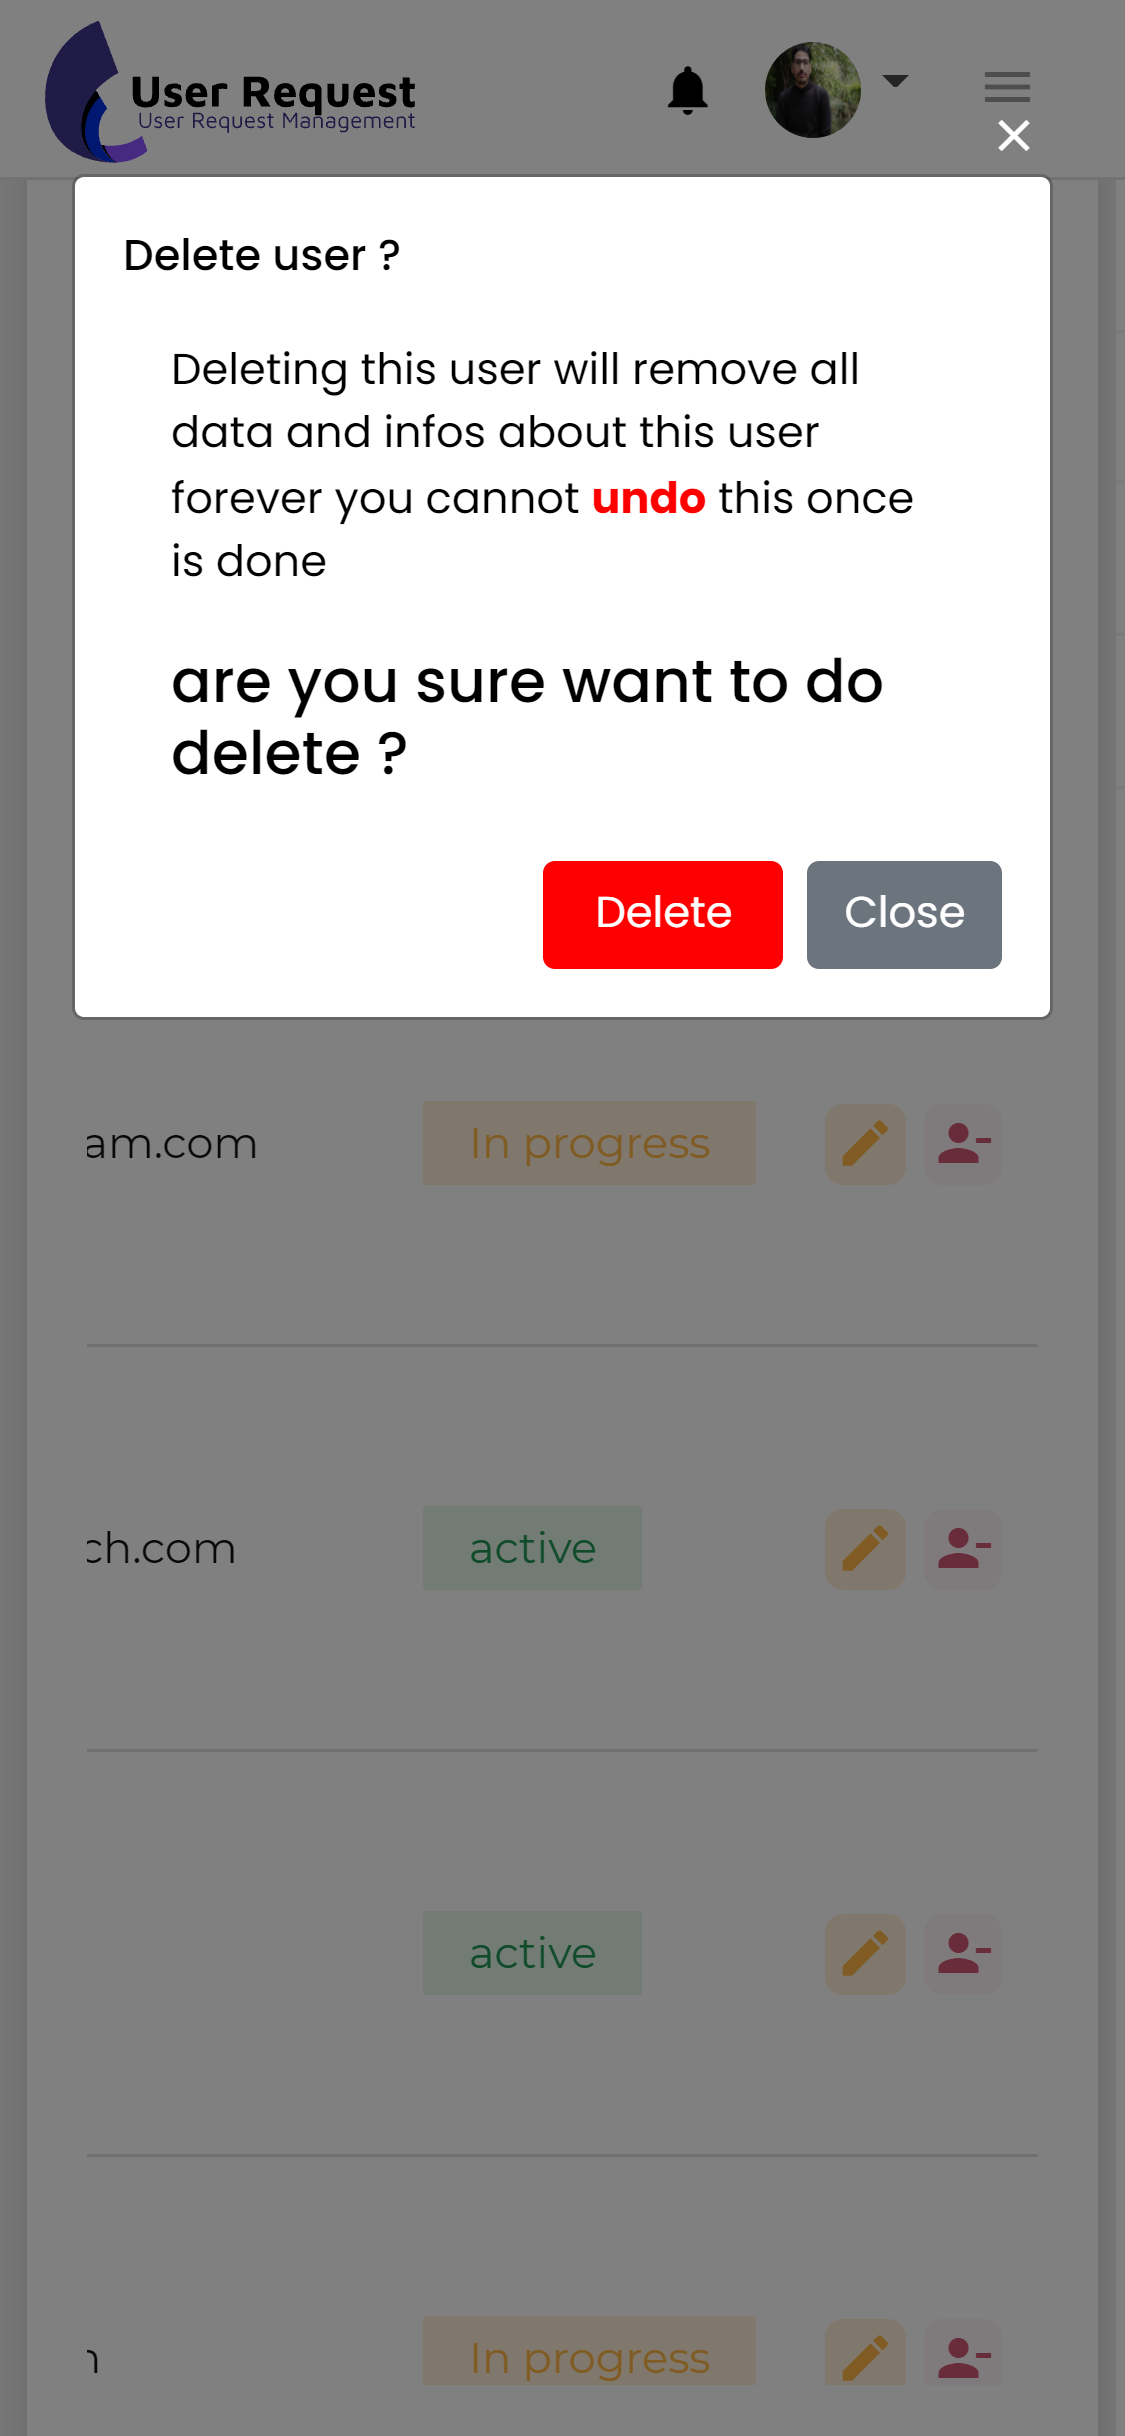 User Request
User Request Management
Delete user ?
Deleting this user will remove all
data and infos about this user
forever you cannot undo this once
is done
are you sure want to do
delete ?
Delete Close
am.com In progress
ch.com active
active
In progress